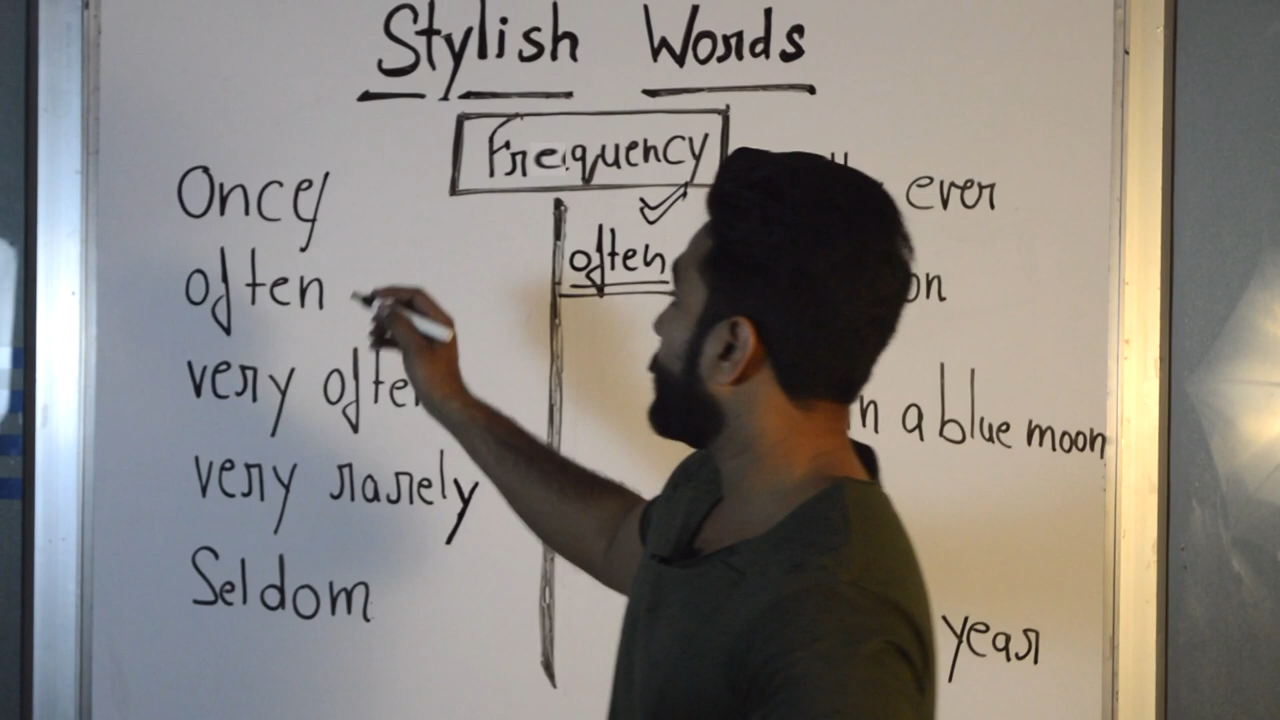 Stylish Words
Frequency
Once
often
very often
very rarely
Seldom
often
ever
a blue moon
year